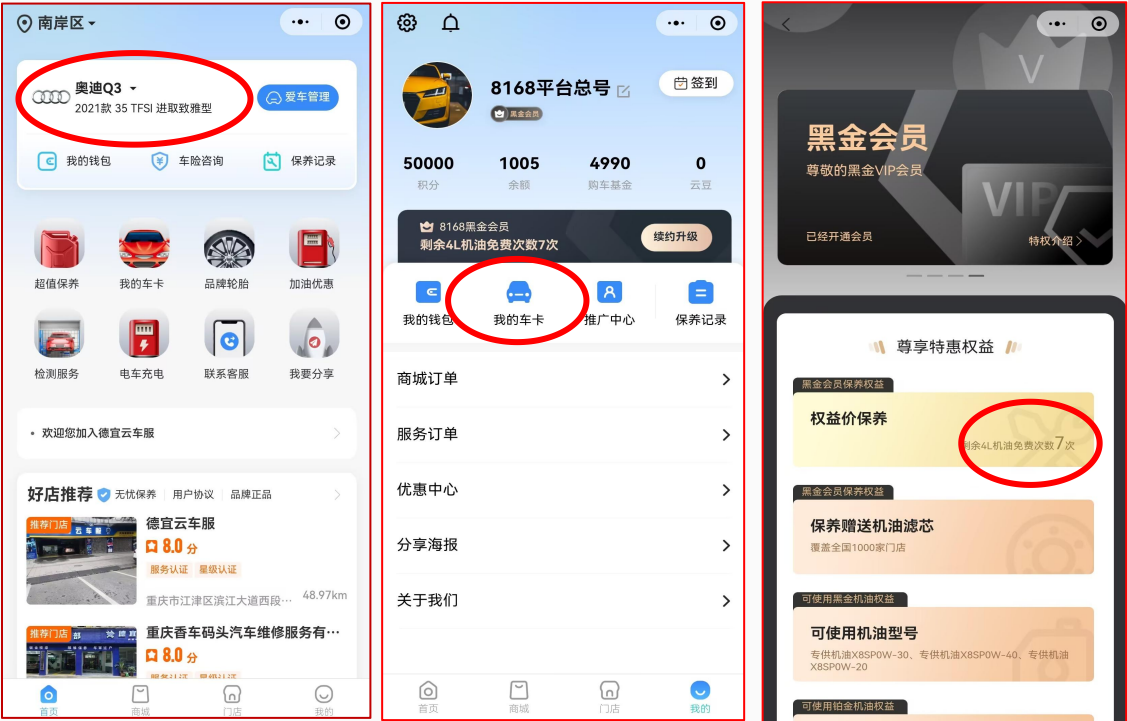 南岸区
奥迪Q3
2021款 35 TFSI 进取致雅型
爱车管理
我的钱包
车险咨询
保养记录
超值保养
我的车卡
品牌轮胎
加油优惠
检测服务
电车充电
联系客服
我要分享
• 欢迎您加入德宜云车服
好店推荐 无忧保养 用户协议 品牌正品
推荐门店
德宜云车服
8.0 分
服务认证 星级认证
重庆市江津区滨江大道西段… 48.97km
推荐门店
重庆香车码头汽车维修服务有…
8.0 分
服务认证 星级认证
首页
商城
门店
我的
8168平台总号
签到
黑金会员
50000
1005
4990
0
积分
余额
购车基金
云豆
8168黑金会员
剩余4L机油免费次数7次
续约升级
我的钱包
我的车卡
推广中心
保养记录
商城订单
服务订单
优惠中心
分享海报
关于我们
首页
商城
门店
我的
V
黑金会员
尊敬的黑金VIP会员
VIP
已经开通会员
特权介绍
尊享特惠权益
黑金会员保养权益
权益价保养
剩余4L机油免费次数7次
黑金会员保养权益
保养赠送机油滤芯
覆盖全国1000家门店
可使用黑金机油权益
可使用机油型号
专供机油X8SP0W-30、专供机油X8SP0W-40、专供机油
X8SP0W-20
可使用铂金机油权益